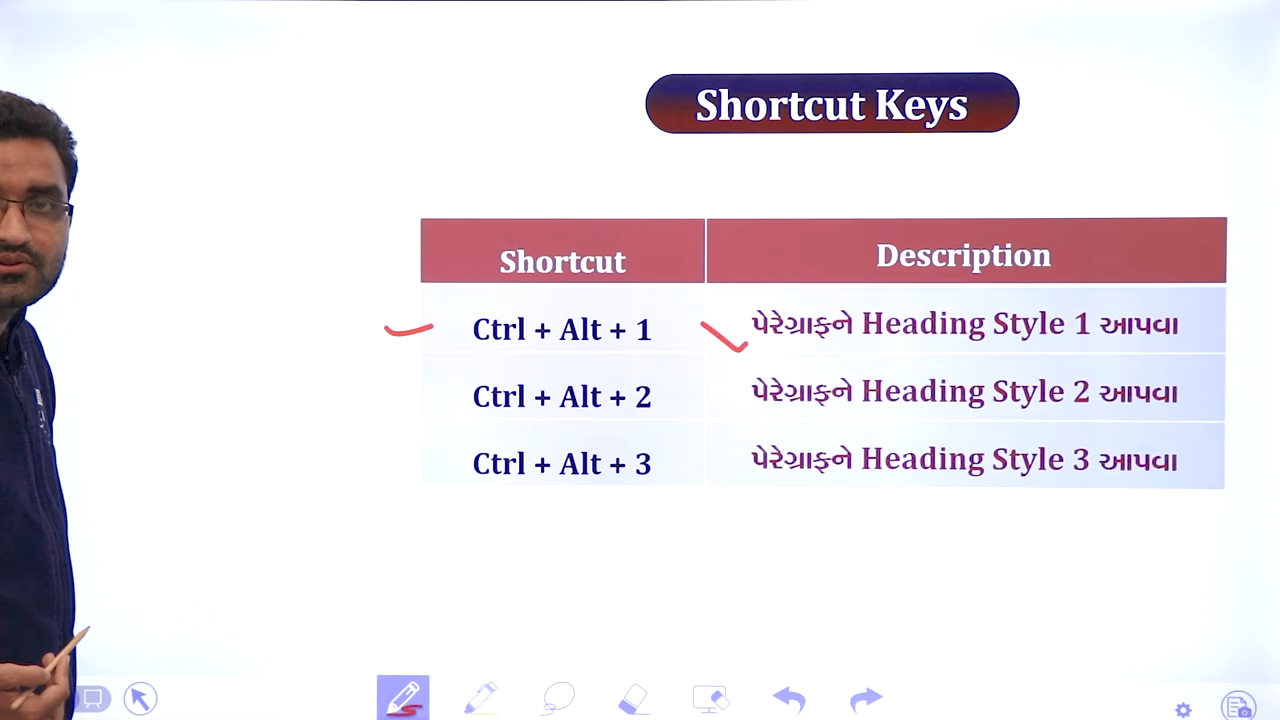 Shortcut Keys
Shortcut Description
Ctrl + Alt + 1 પેરેગ્રાફને Heading Style 1 આપવા
Ctrl + Alt + 2 પેરેગ્રાફને Heading Style 2 આપવા
Ctrl + Alt + 3 પેરેગ્રાફને Heading Style 3 આપવા